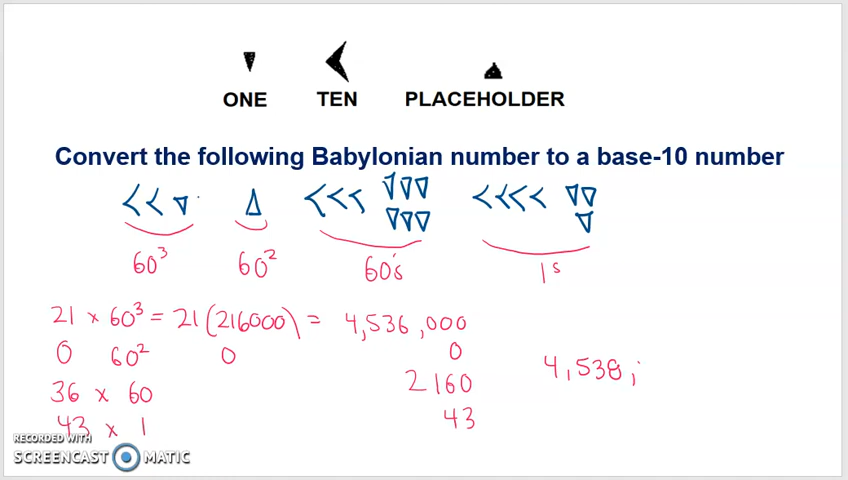 ONE TEN PLACEHOLDER
Convert the following Babylonian number to a base-10 number
60³ 60² 60's 1s
21 × 60³ = 21 (216000) = 4,536,000
0 60² 0 0
36 × 60 2160 4,538,
43 × 1 43
RECORDED WITH
SCREENCAST MATIC